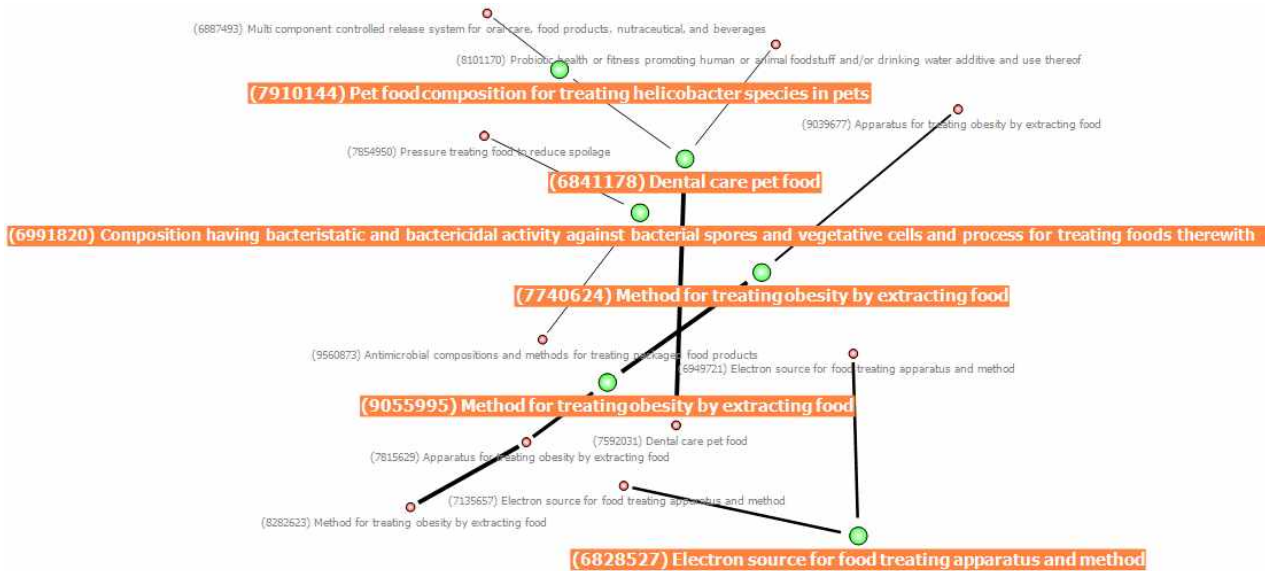 (6887493) Multi component controlled release system for oral care, food products, nutraceutical, and beverages
(8101170) Probiotic health or fitness promoting human or animal foodstuff and/or drinking water additive and use thereof
(7910144) Pet food composition for treating helicobacter species in pets
(9039677) Apparatus for treating obesity by extracting food
(7854950) Pressure treating food to reduce spoilage
(6841178) Dental care pet food
(6991820) Composition having bacteristatic and bactericidal activity against bacterial spores and vegetative cells and process for treating foods therewith
(7740624) Method for treating obesity by extracting food
(9560873) Antimicrobial compositions and methods for treating packaged food products
(6949721) Electron source for food treating apparatus and method
(9055995) Method for treating obesity by extracting food
(7592031) Dental care pet food
(7815629) Apparatus for treating obesity by extracting food
(7135657) Electron source for food treating apparatus and method
(8282623) Method for treating obesity by extracting food
(6828527) Electron source for food treating apparatus and method